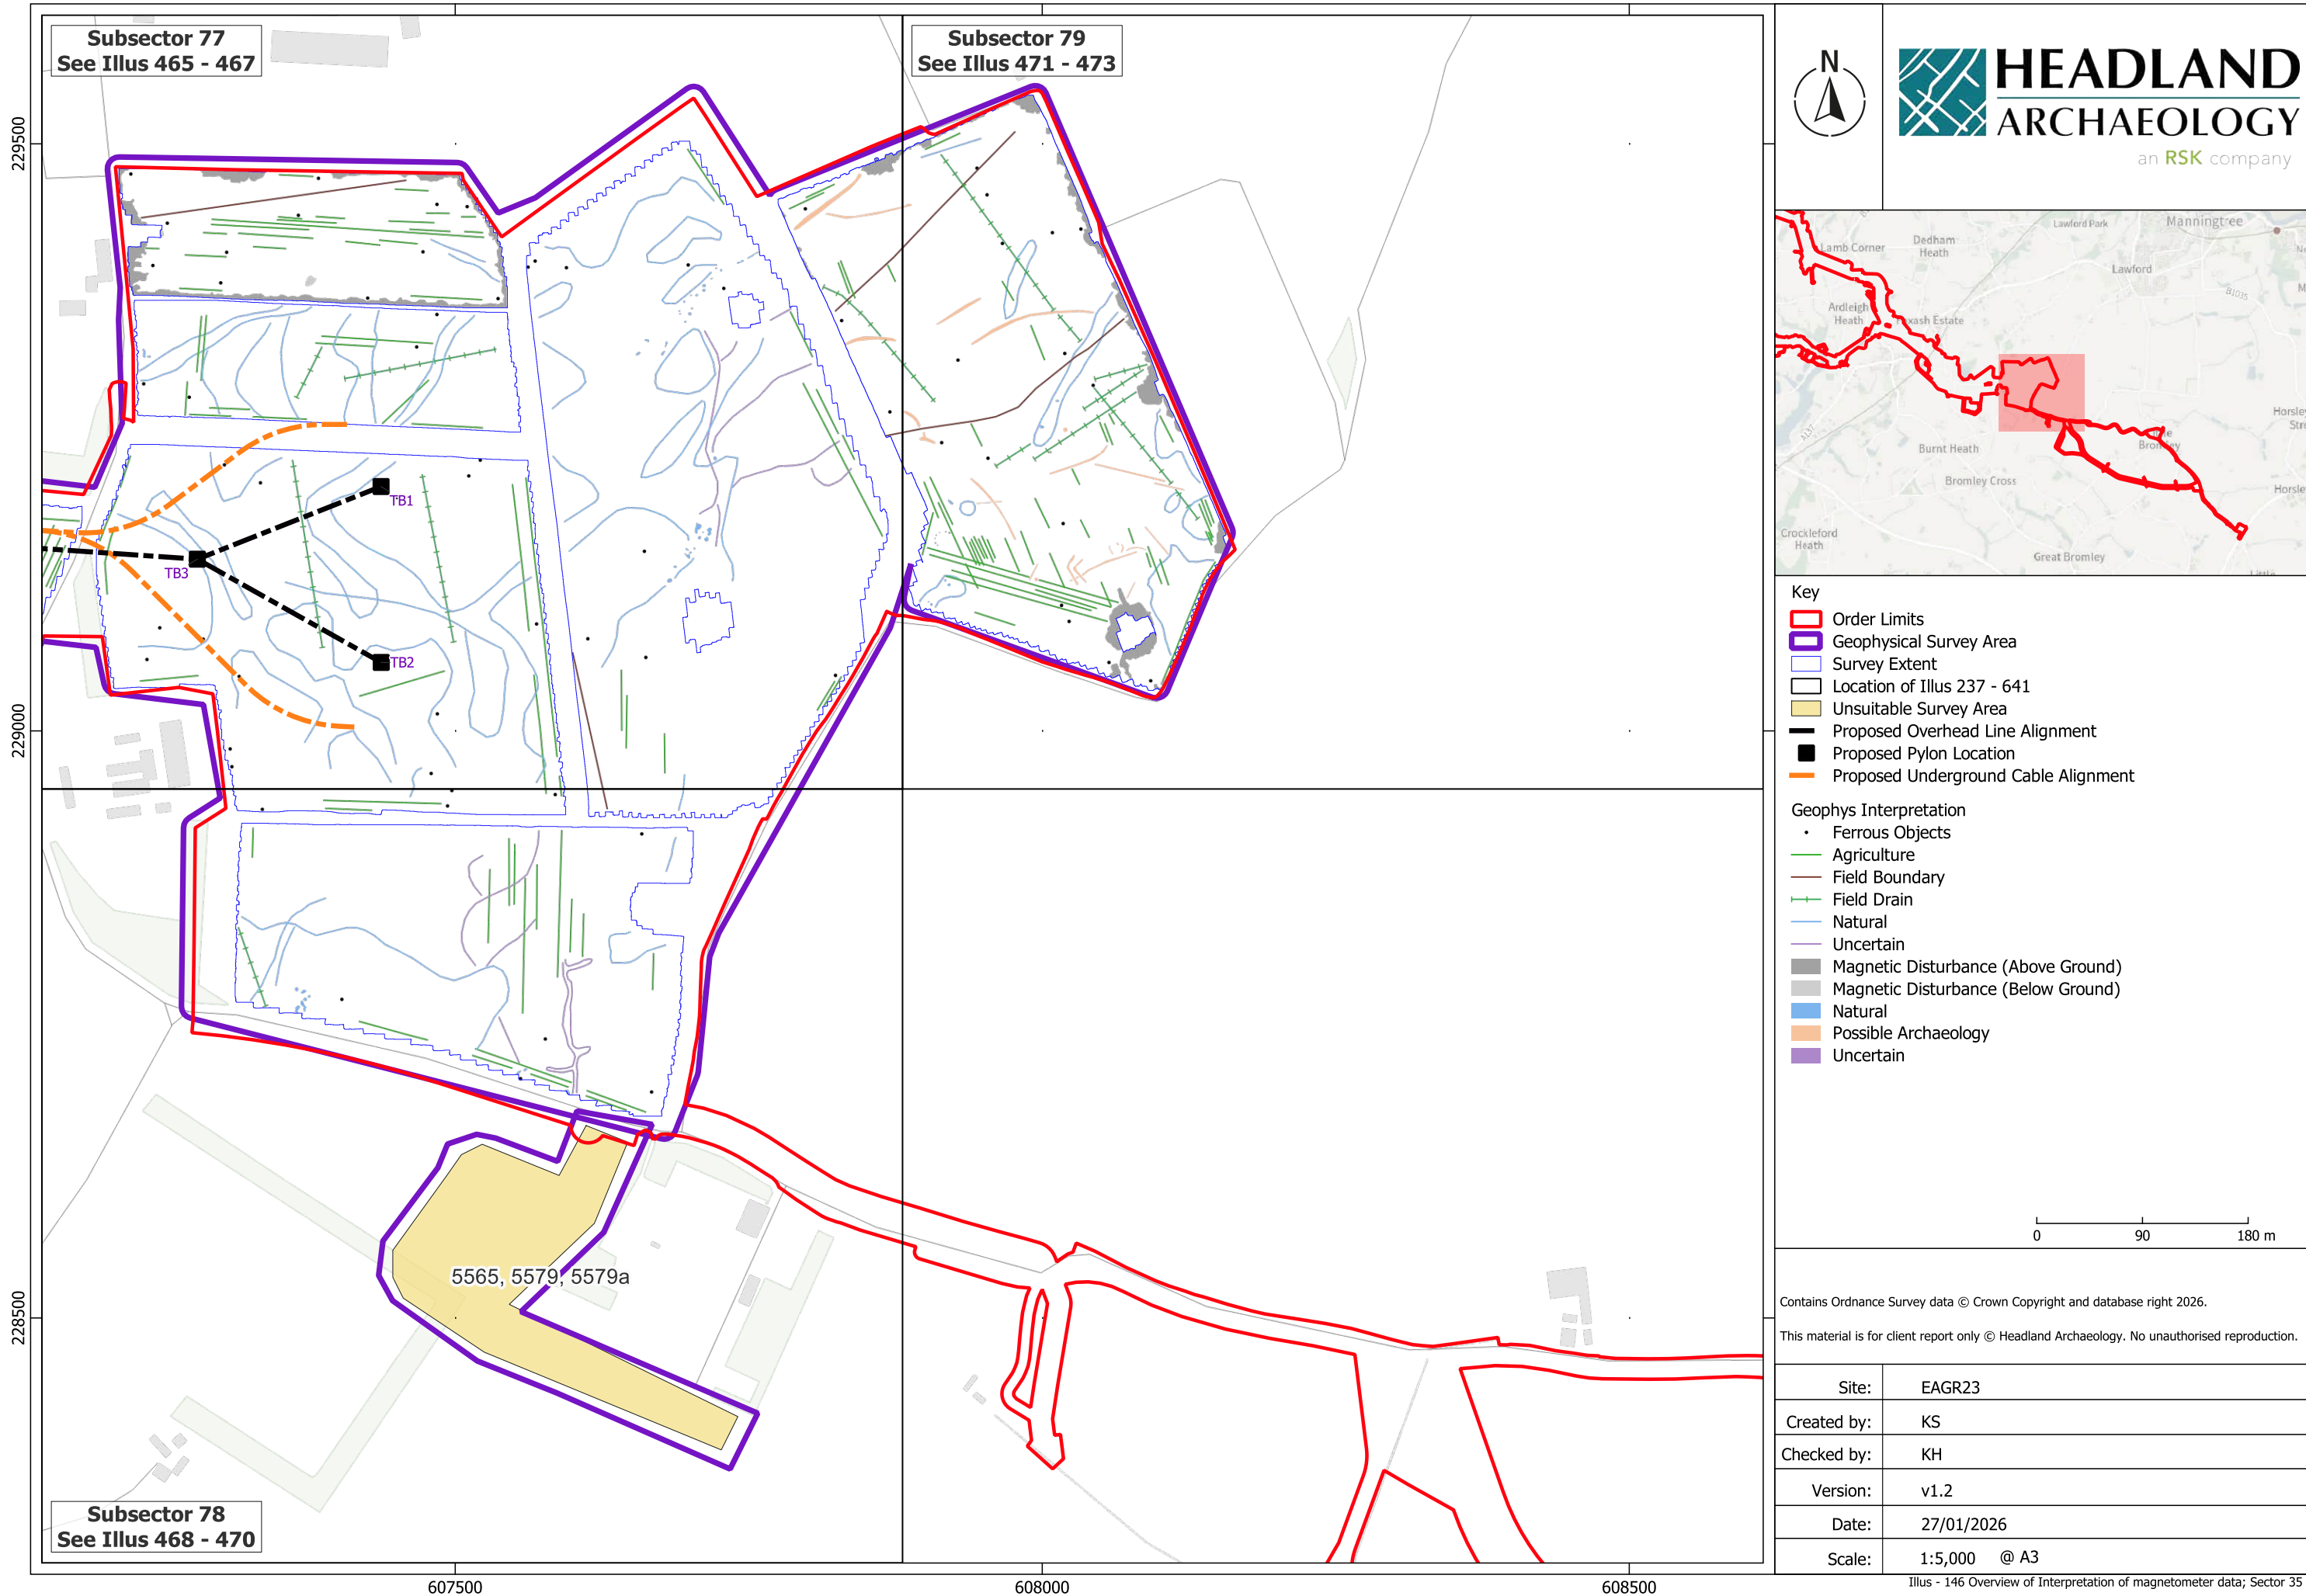 Subsector 77
See Illus 465 - 467
Subsector 79
See Illus 471 - 473
229500
229000
228500
TB1
TB3
TB2
5565, 5579, 5579a
Subsector 78
See Illus 468 - 470
607500
608000
608500
N
HEADLAND
ARCHAEOLOGY
an RSK company
Lawford Park
Manningtree
Lamb Corner
Dedham
Heath
Lawford
B1035
Ardleigh
Heath
Foxash Estate
A137
Burnt Heath
Bromley Cross
Crockleford
Heath
Great Bromley
Key
Order Limits
Geophysical Survey Area
Survey Extent
Location of Illus 237 - 641
Unsuitable Survey Area
Proposed Overhead Line Alignment
Proposed Pylon Location
Proposed Underground Cable Alignment
Geophys Interpretation
Ferrous Objects
Agriculture
Field Boundary
Field Drain
Natural
Uncertain
Magnetic Disturbance (Above Ground)
Magnetic Disturbance (Below Ground)
Natural
Possible Archaeology
Uncertain
0 90 180 m
Contains Ordnance Survey data © Crown Copyright and database right 2026.
This material is for client report only © Headland Archaeology. No unauthorised reproduction.
Site: EAGR23
Created by: KS
Checked by: KH
Version: v1.2
Date: 27/01/2026
Scale: 1:5,000 @ A3
Illus - 146 Overview of Interpretation of magnetometer data; Sector 35